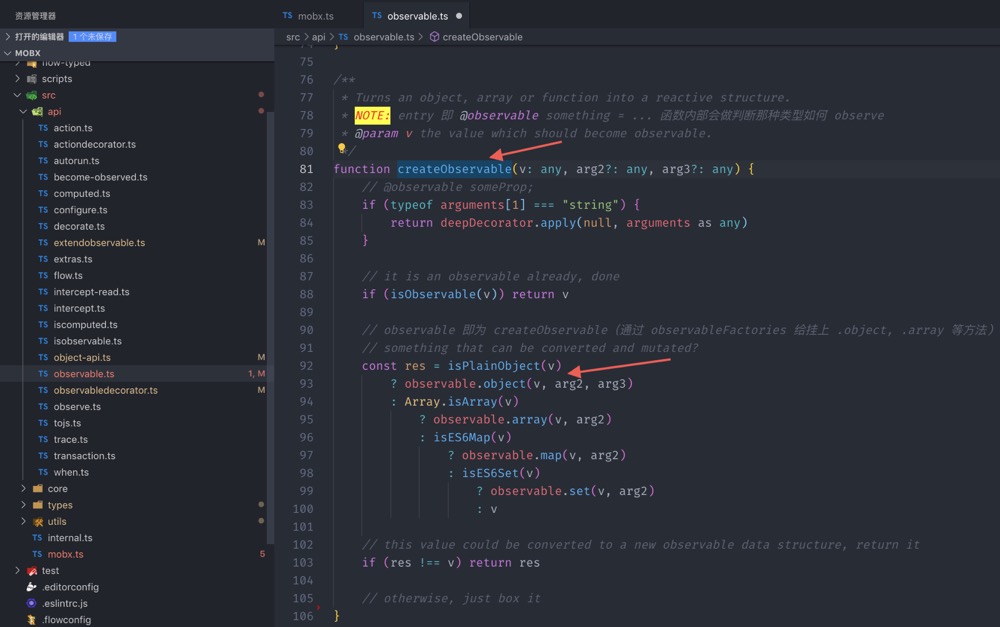 资源管理器
打开的编辑器 1 个未保存
MOBX
flow-typed
scripts
src
api
TS action.ts
TS actiondecorator.ts
TS autorun.ts
TS become-observed.ts
TS computed.ts
TS configure.ts
TS decorate.ts
TS extendobservable.ts M
TS extras.ts
TS flow.ts
TS intercept-read.ts
TS intercept.ts
TS iscomputed.ts
TS isobservable.ts
TS object-api.ts M
TS observable.ts 1, M
TS observabledecorator.ts M
TS observe.ts
TS tojs.ts
TS trace.ts
TS transaction.ts
TS when.ts
core
types
utils
TS internal.ts
TS mobx.ts 5
test
.editorconfig
.eslintrc.js
.flowconfig
TS mobx.ts
TS observable.ts
src > api > TS observable.ts > createObservable
74 }
75
76 /**
77 * Turns an object, array or function into a reactive structure.
78 * NOTE: entry 即 @observable something = ... 函数内部会做判断那种类型如何 observe
79 * @param v the value which should become observable.
80 */
81 function createObservable(v: any, arg2?: any, arg3?: any) {
82 // @observable someProp;
83 if (typeof arguments[1] === "string") {
84 return deepDecorator.apply(null, arguments as any)
85 }
86
87 // it is an observable already, done
88 if (isObservable(v)) return v
89
90 // observable 即为 createObservable（通过 observableFactories 给挂上 .object, .array 等方法）
91 // something that can be converted and mutated?
92 const res = isPlainObject(v)
93 ? observable.object(v, arg2, arg3)
94 : Array.isArray(v)
95 ? observable.array(v, arg2)
96 : isES6Map(v)
97 ? observable.map(v, arg2)
98 : isES6Set(v)
99 ? observable.set(v, arg2)
100 : v
101
102 // this value could be converted to a new observable data structure, return it
103 if (res !== v) return res
104
105 // otherwise, just box it
106 }